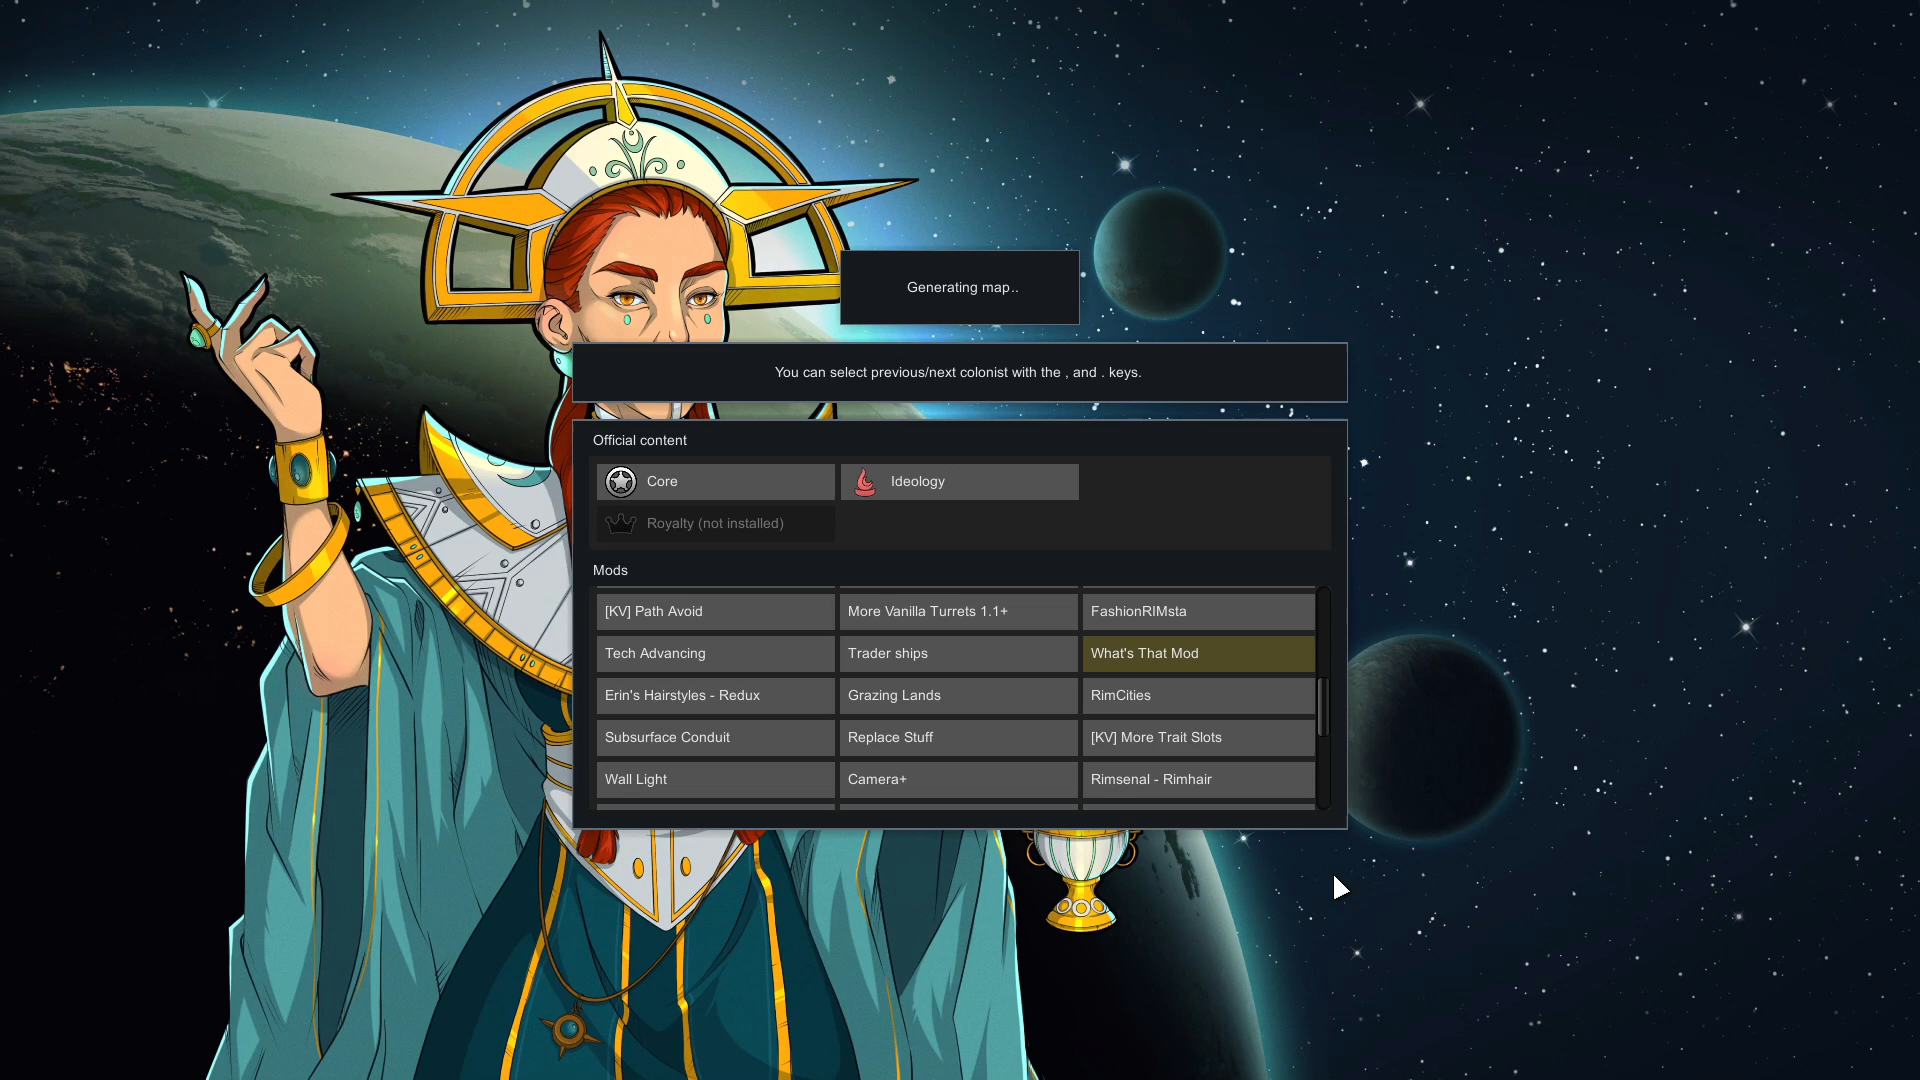 Generating map..
You can select previous/next colonist with the , and . keys.
Official content
Core
Ideology
Royalty (not installed)
Mods
[KV] Path Avoid
More Vanilla Turrets 1.1+
FashionRIMsta
Tech Advancing
Trader ships
What's That Mod
Erin's Hairstyles - Redux
Grazing Lands
RimCities
Subsurface Conduit
Replace Stuff
[KV] More Trait Slots
Wall Light
Camera+
Rimsenal - Rimhair